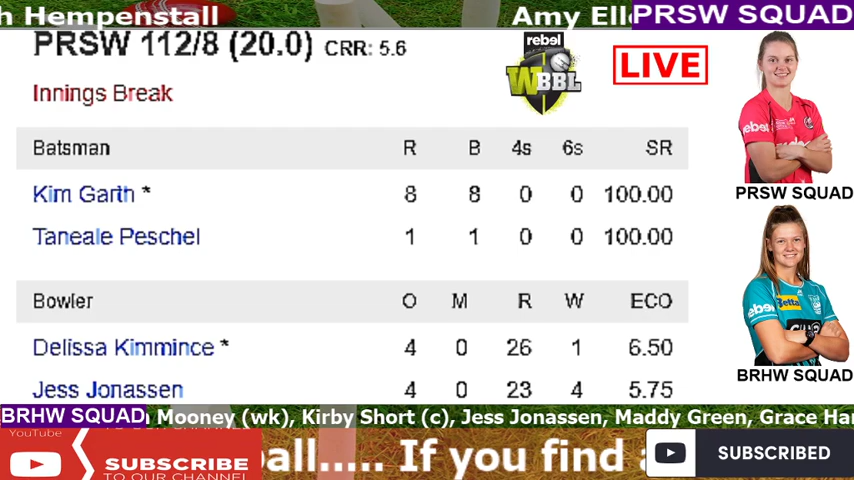 h Hempenstall
Amy Elle
PRSW SQUAD
PRSW 112/8 (20.0) CRR: 5.6
rebel
WBBL
LIVE
Innings Break
Batsman R B 4s 6s SR
Kim Garth * 8 8 0 0 100.00
Taneale Peschel 1 1 0 0 100.00
PRSW SQUAD
Bowler O M R W ECO
Delissa Kimmince * 4 0 26 1 6.50
Jess Jonassen 4 0 23 4 5.75
BRHW SQUAD
BRHW SQUAD
Mooney (wk), Kirby Short (c), Jess Jonassen, Maddy Green, Grace Har
YouTube
SUBSCRIBE
TO OUR CHANNEL
all..... If you find a
SUBSCRIBED